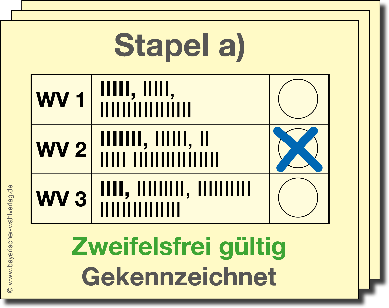 Stapel a)
WV 1
WV 2
WV 3
Zweifelsfrei gültig
Gekennzeichnet